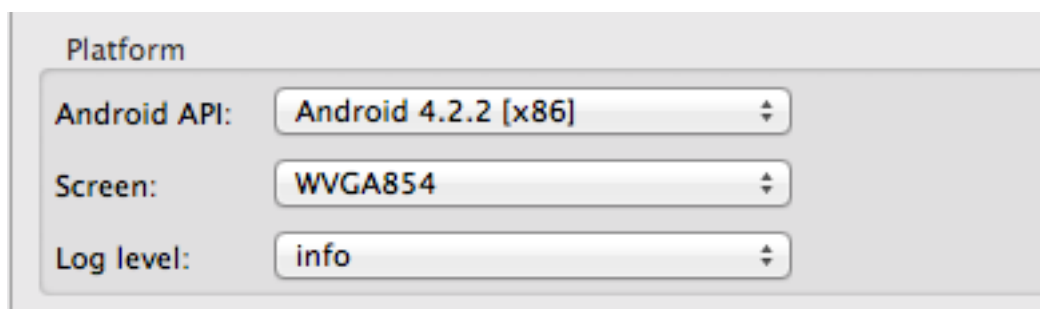 Platform
Android API: Android 4.2.2 [x86]
Screen: WVGA854
Log level: info